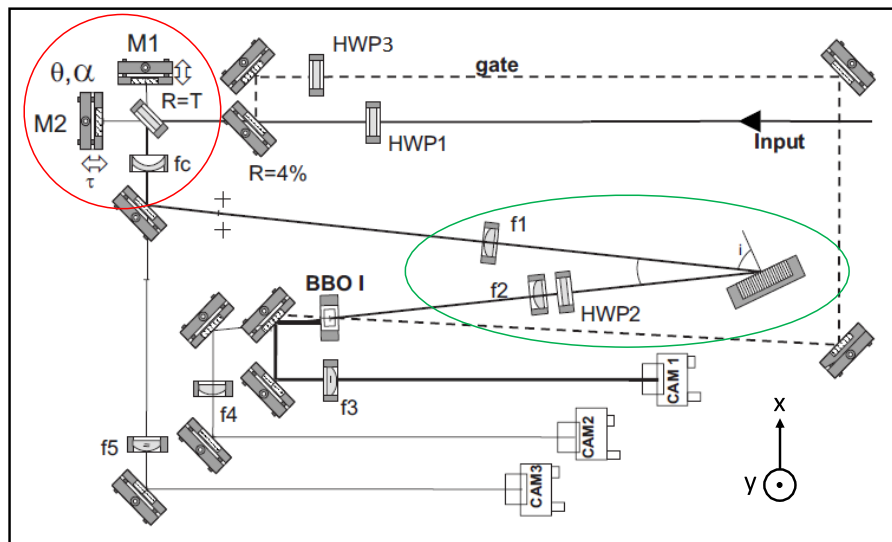 M1
HWP3
gate
θ,α
R=T
M2
HWP1
Input
fc
R=4%
τ
f1
i
BBO I
f2
HWP2
CAM 1
f3
f4
CAM2
f5
CAM3
x
y